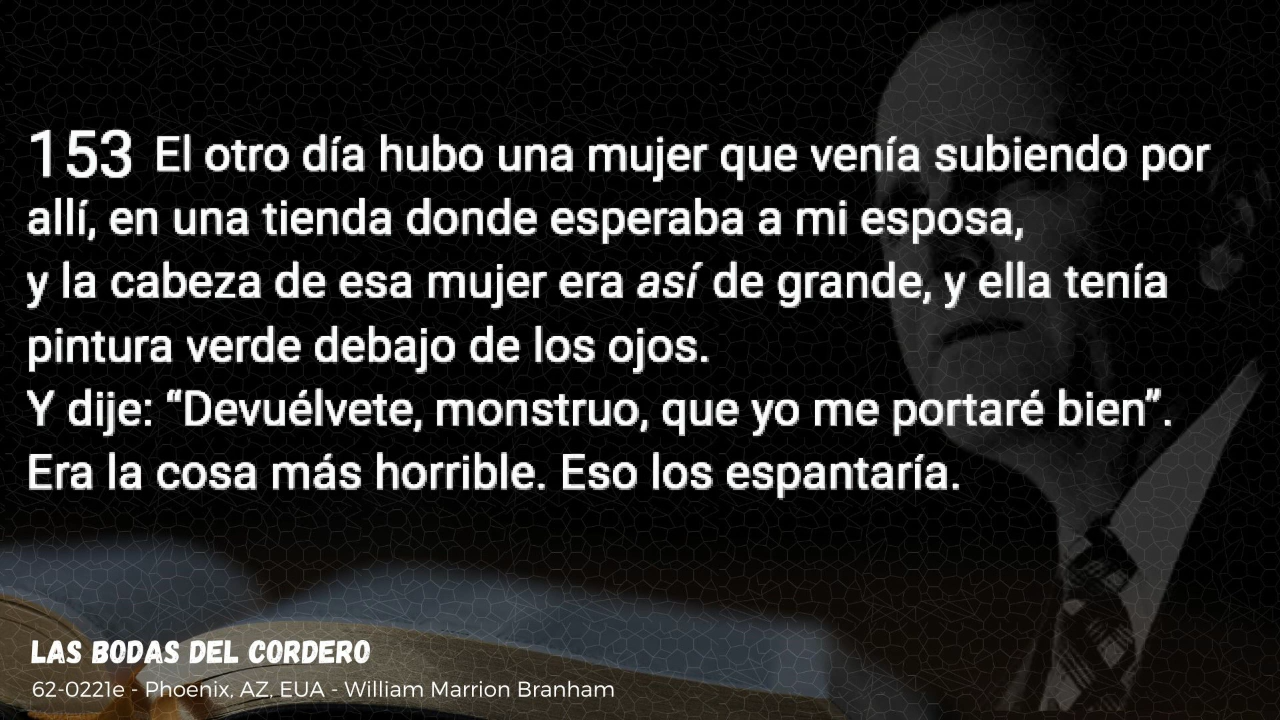 153 El otro día hubo una mujer que venía subiendo por
allí, en una tienda donde esperaba a mi esposa,
y la cabeza de esa mujer era así de grande, y ella tenía
pintura verde debajo de los ojos.
Y dije: “Devuélvete, monstruo, que yo me portaré bien”.
Era la cosa más horrible. Eso los espantaría.
LAS BODAS DEL CORDERO
62-0221e - Phoenix, AZ, EUA - William Marrion Branham